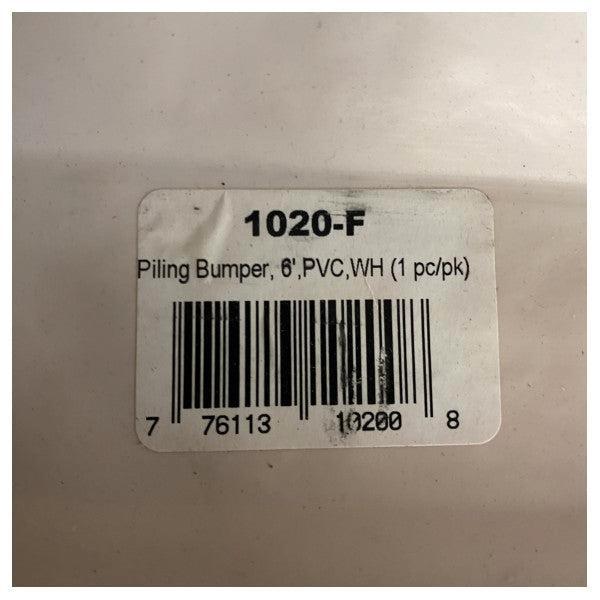 1020-F
Piling Bumper, 6',PVC,WH (1 pc/pk)
7 76113 10200 8